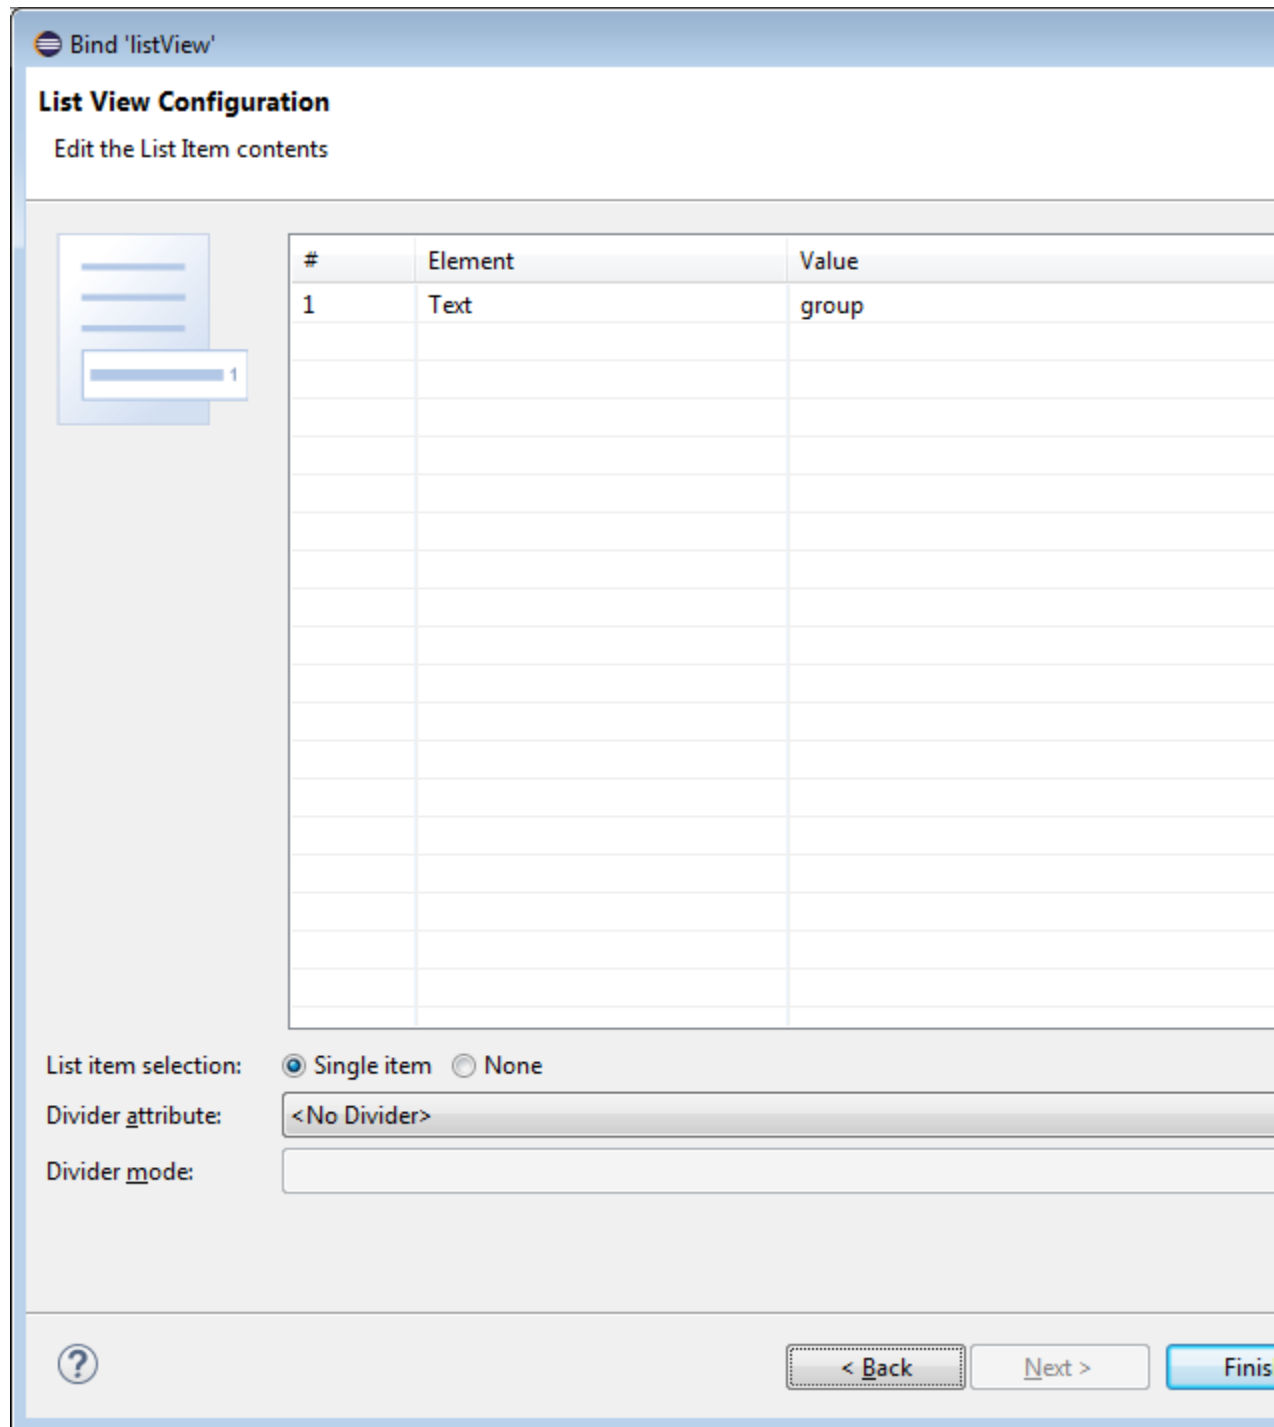 Bind 'listView'
List View Configuration
Edit the List Item contents
# Element Value
1 Text group
1
List item selection: Single item None
Divider attribute: <No Divider>
Divider mode:
? < Back Next > Finis